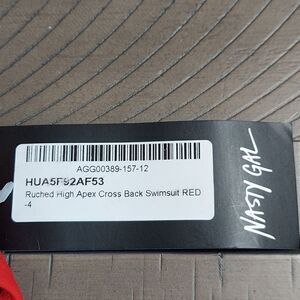 AGG00389-157-12
HUA5F92AF53
Ruched High Apex Cross Back Swimsuit RED
-4
NASTY GAL